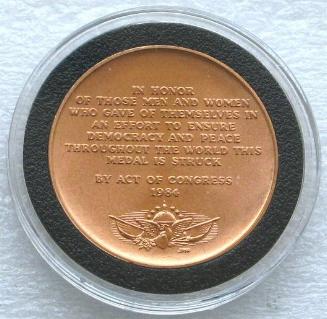 IN HONOR
OF THOSE MEN AND WOMEN
WHO GAVE OF THEMSELVES IN
AN EFFORT TO ENSURE
DEMOCRACY AND PEACE
THROUGHOUT THE WORLD THIS
MEDAL IS STRUCK
BY ACT OF CONGRESS
1984